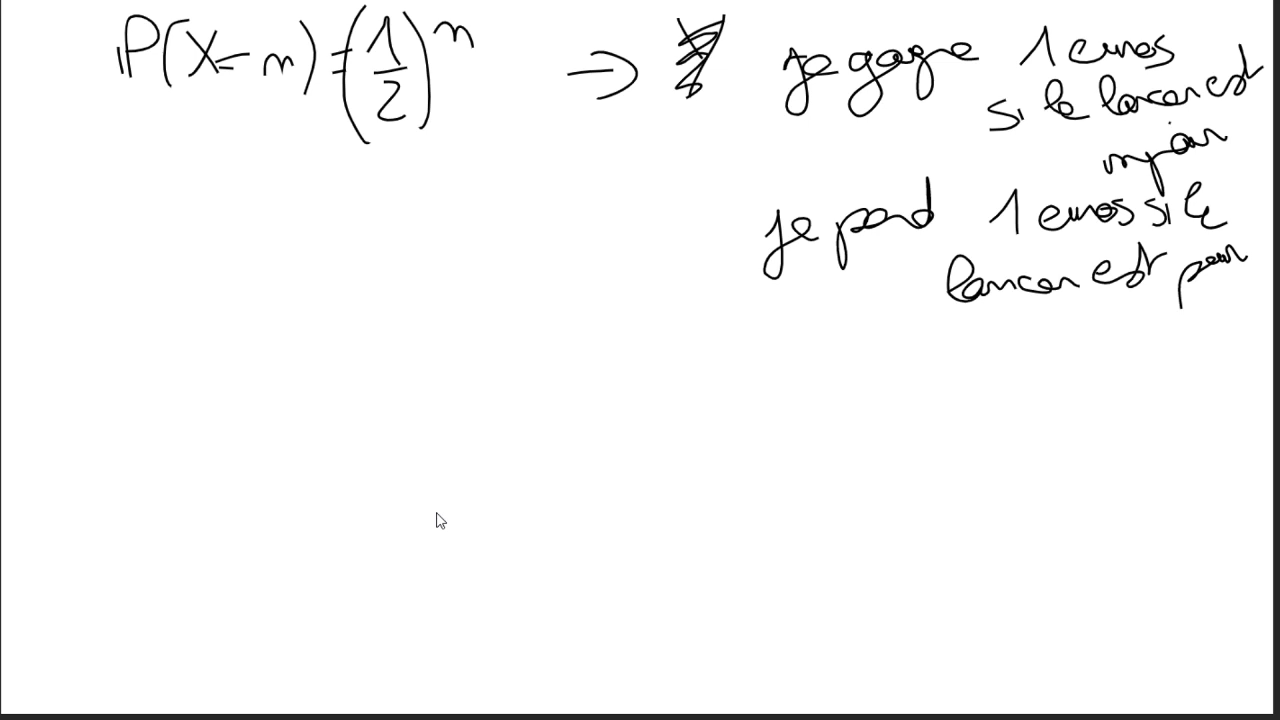 P(X=n)=(1/2)^n → je gagne 1 euros
si le lancer est
impair
je perd 1 euros si le
lancer est pair